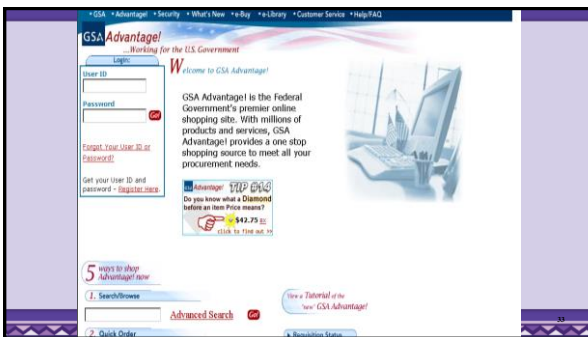 • GSA • Advantage! • Security • What's New • e-Buy • e-Library • Customer Service • Help/FAQ
GSA Advantage!
...Working for the U.S. Government
Login:
User ID
Password
Go!
Forgot Your User ID or
Password?
Get your User ID and
password - Register Here.
Welcome to GSA Advantage!
GSA Advantage! is the Federal
Government's premier online
shopping site. With millions of
products and services, GSA
Advantage! provides a one stop
shopping source to meet all your
procurement needs.
GSA Advantage! TIP #14
Do you know what a Diamond
before an item Price means?
$42.75
click to find out >>
5 ways to shop
Advantage! now
1. Search/Browse
Advanced Search Go!
2. Quick Order
View a Tutorial of the
"new" GSA Advantage!
Requisition Status
33